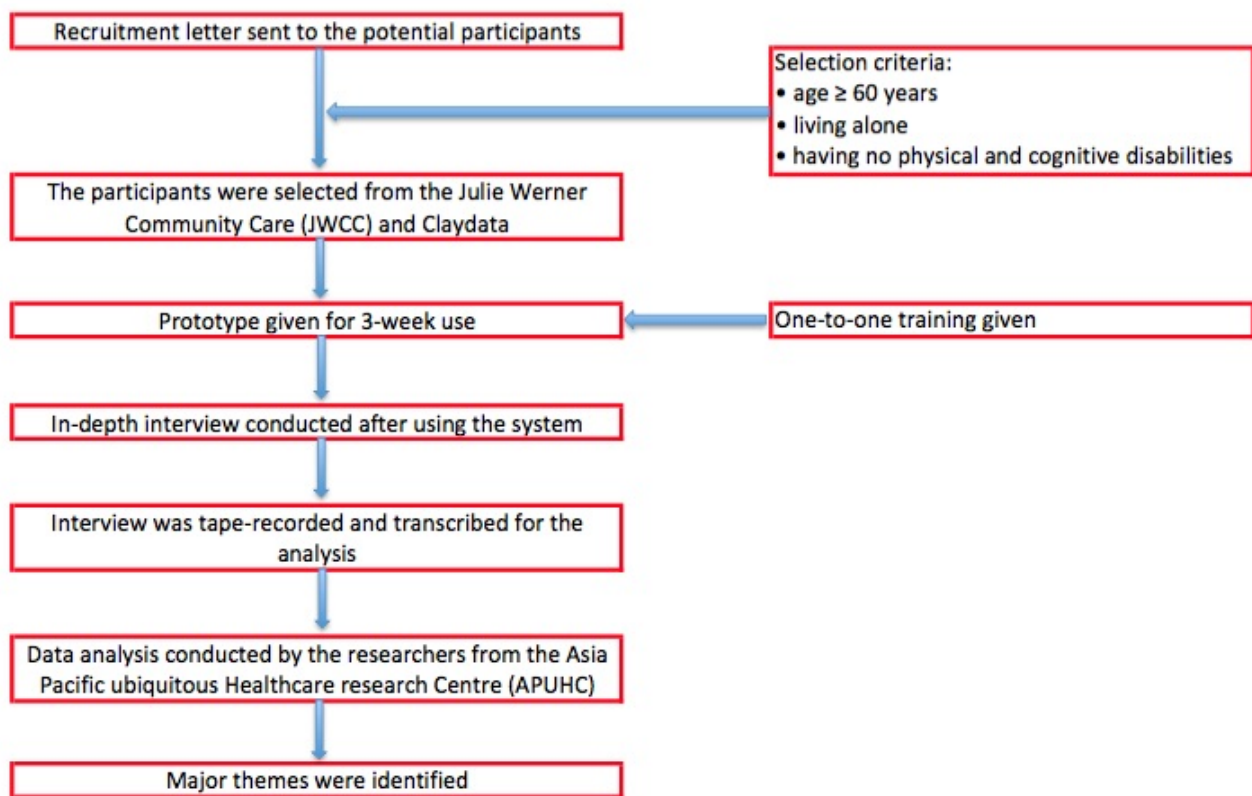 Recruitment letter sent to the potential participants
Selection criteria:
• age ≥ 60 years
• living alone
• having no physical and cognitive disabilities
The participants were selected from the Julie Werner
Community Care (JWCC) and Claydata
Prototype given for 3-week use
One-to-one training given
In-depth interview conducted after using the system
Interview was tape-recorded and transcribed for the
analysis
Data analysis conducted by the researchers from the Asia
Pacific ubiquitous Healthcare research Centre (APUHC)
Major themes were identified